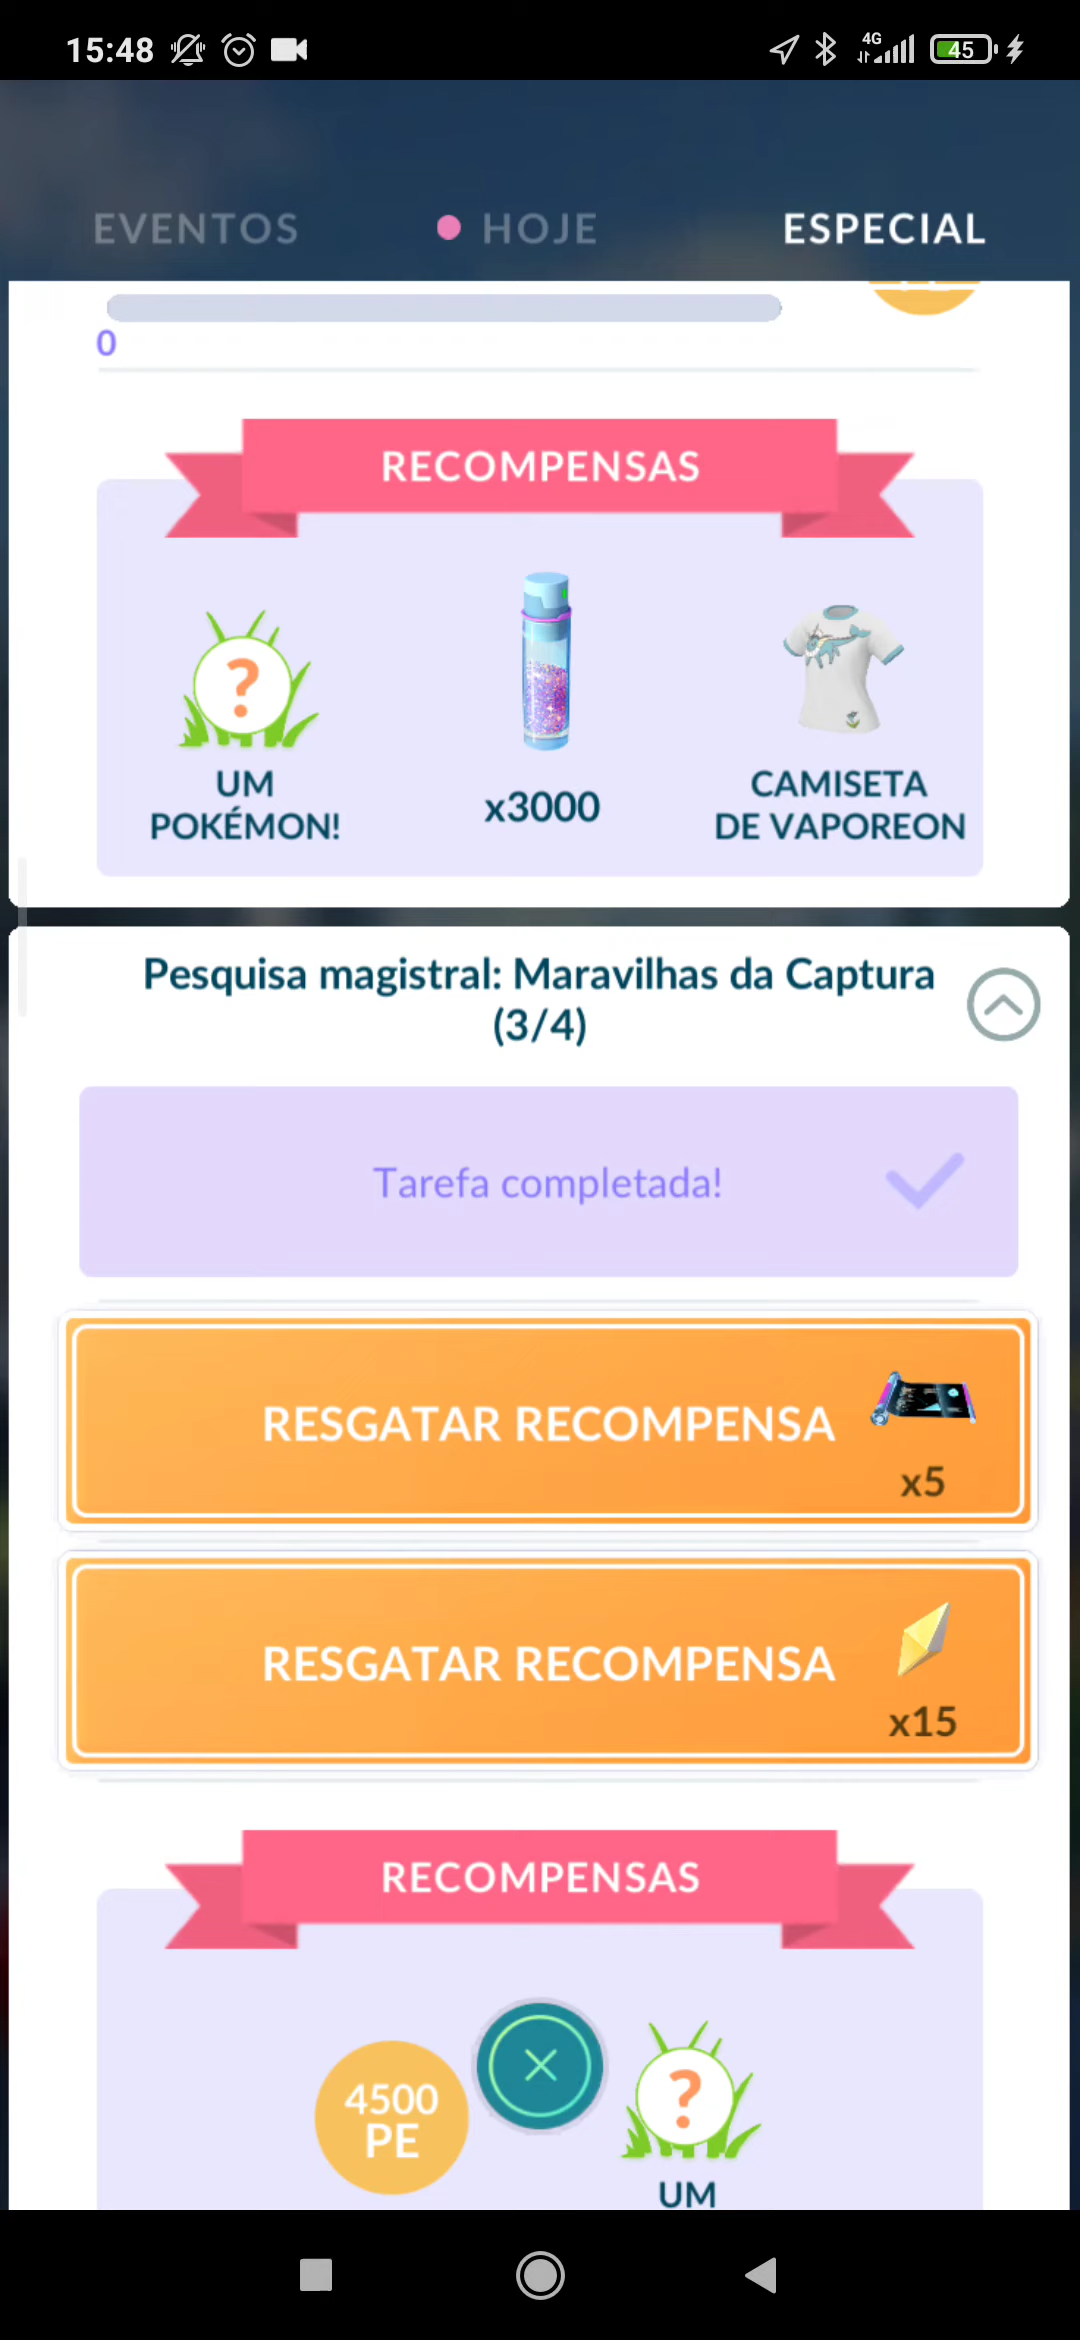 15:48
4G
45
EVENTOS
HOJE
ESPECIAL
0
RECOMPENSAS
?
UM
POKÉMON!
x3000
CAMISETA
DE VAPOREON
Pesquisa magistral: Maravilhas da Captura
(3/4)
Tarefa completada!
RESGATAR RECOMPENSA
x5
RESGATAR RECOMPENSA
x15
RECOMPENSAS
4500
PE
?
UM